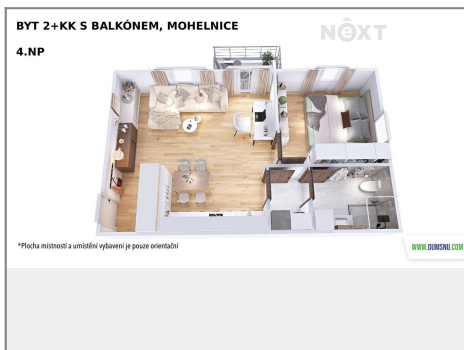 BYT 2+KK S BALKÓNEM, MOHELNICE
NEXT
4.NP
*Plocha místností a umístění vybavení je pouze orientační
WWW.DUMSNU.COM